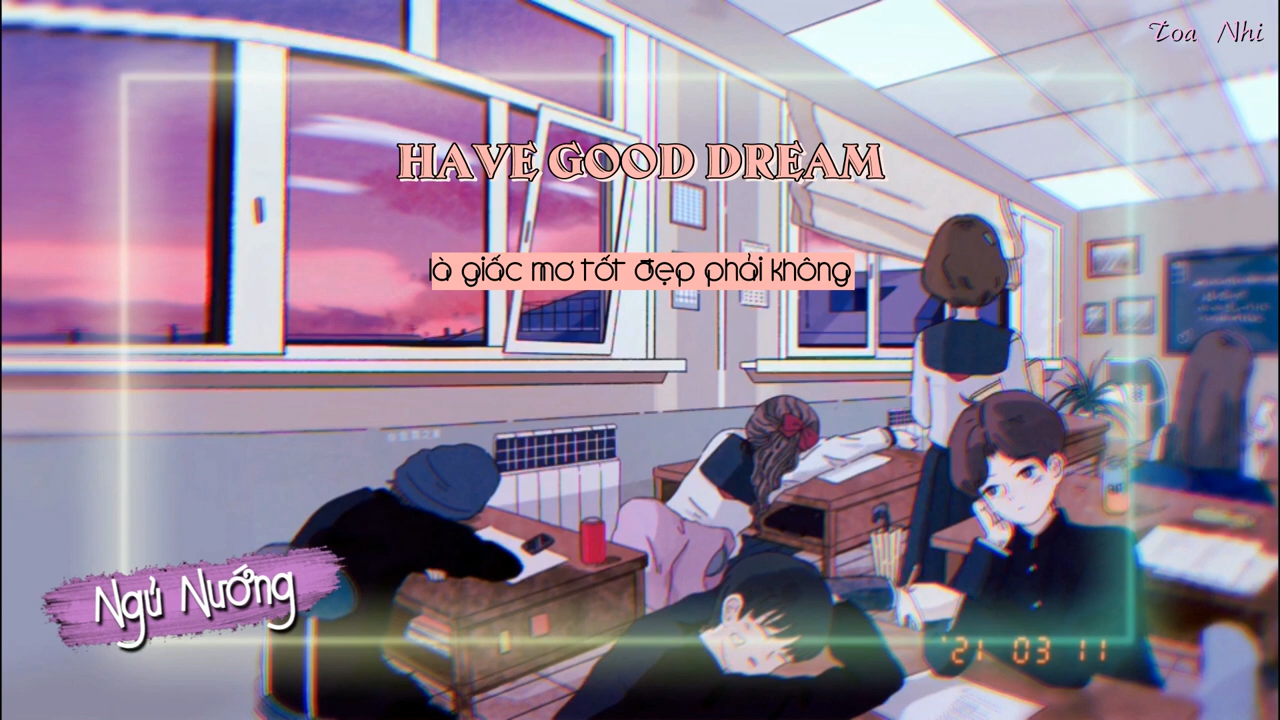 Toa Nhi
HAVE GOOD DREAM
là giấc mơ tốt đẹp phải không
Ngủ Nướng
'21 03 11